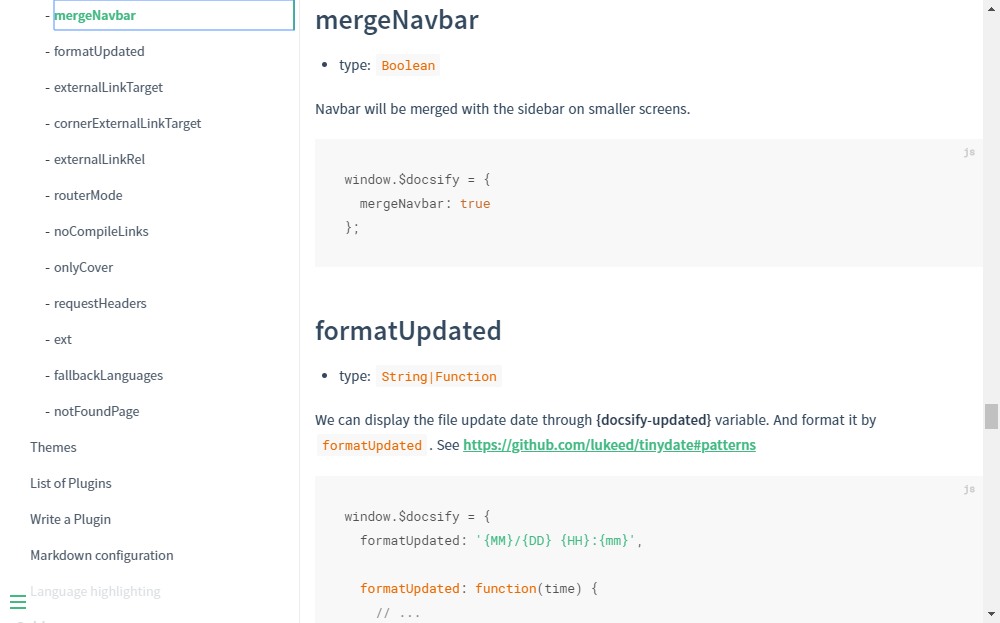 - mergeNavbar
- formatUpdated
- externalLinkTarget
- cornerExternalLinkTarget
- externalLinkRel
- routerMode
- noCompileLinks
- onlyCover
- requestHeaders
- ext
- fallbackLanguages
- notFoundPage
Themes
List of Plugins
Write a Plugin
Markdown configuration
Language highlighting
mergeNavbar
• type: Boolean
Navbar will be merged with the sidebar on smaller screens.
js
window.$docsify = {
mergeNavbar: true
};
formatUpdated
• type: String|Function
We can display the file update date through {docsify-updated} variable. And format it by
formatUpdated . See https://github.com/lukeed/tinydate#patterns
js
window.$docsify = {
formatUpdated: '{MM}/{DD} {HH}:{mm}',
formatUpdated: function(time) {
// ...